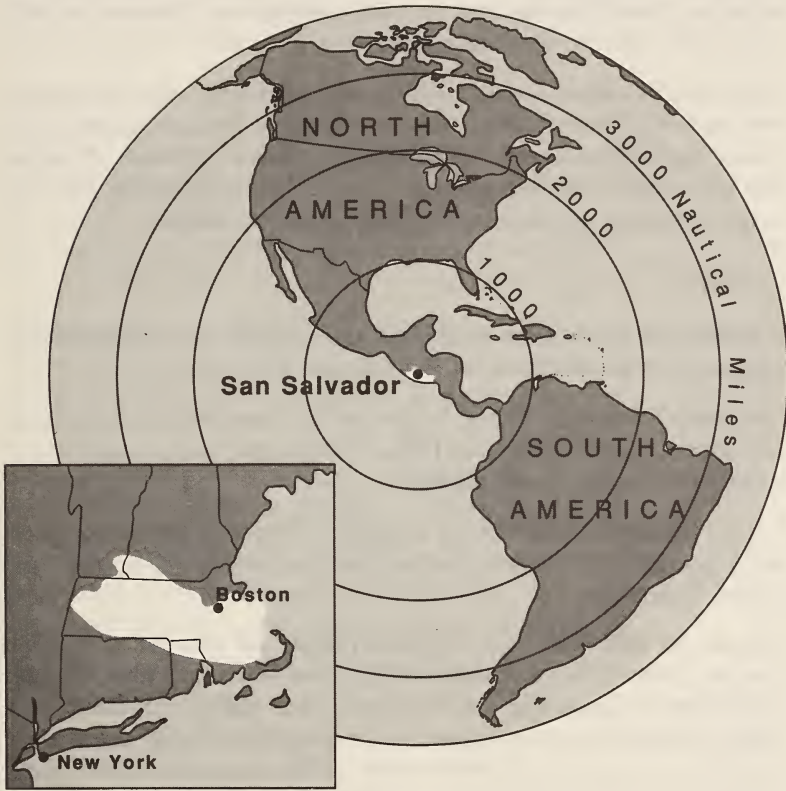 NORTH
AMERICA
3000 Nautical Miles
2000
1000
San Salvador
SOUTH
AMERICA
Boston
New York